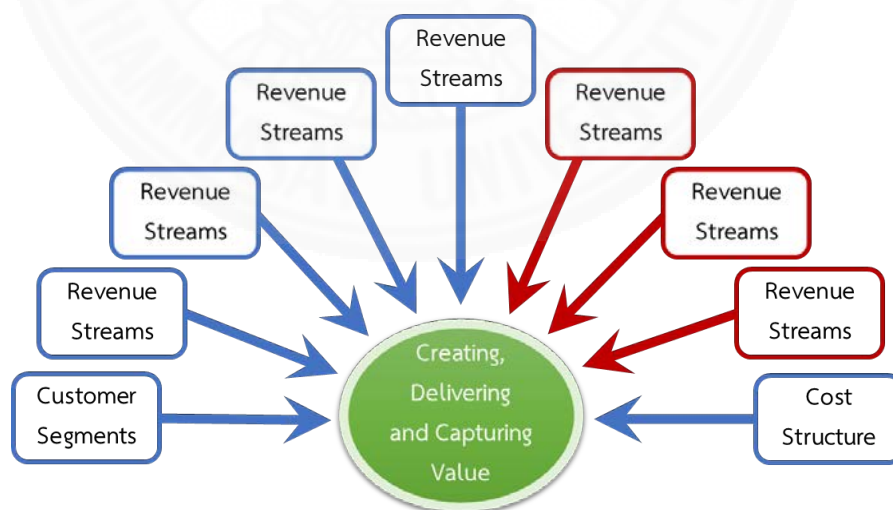 Revenue
Streams
Revenue
Streams
Revenue
Streams
Revenue
Streams
Revenue
Streams
Revenue
Streams
Revenue
Streams
Customer
Segments
Creating,
Delivering
and Capturing
Value
Cost
Structure